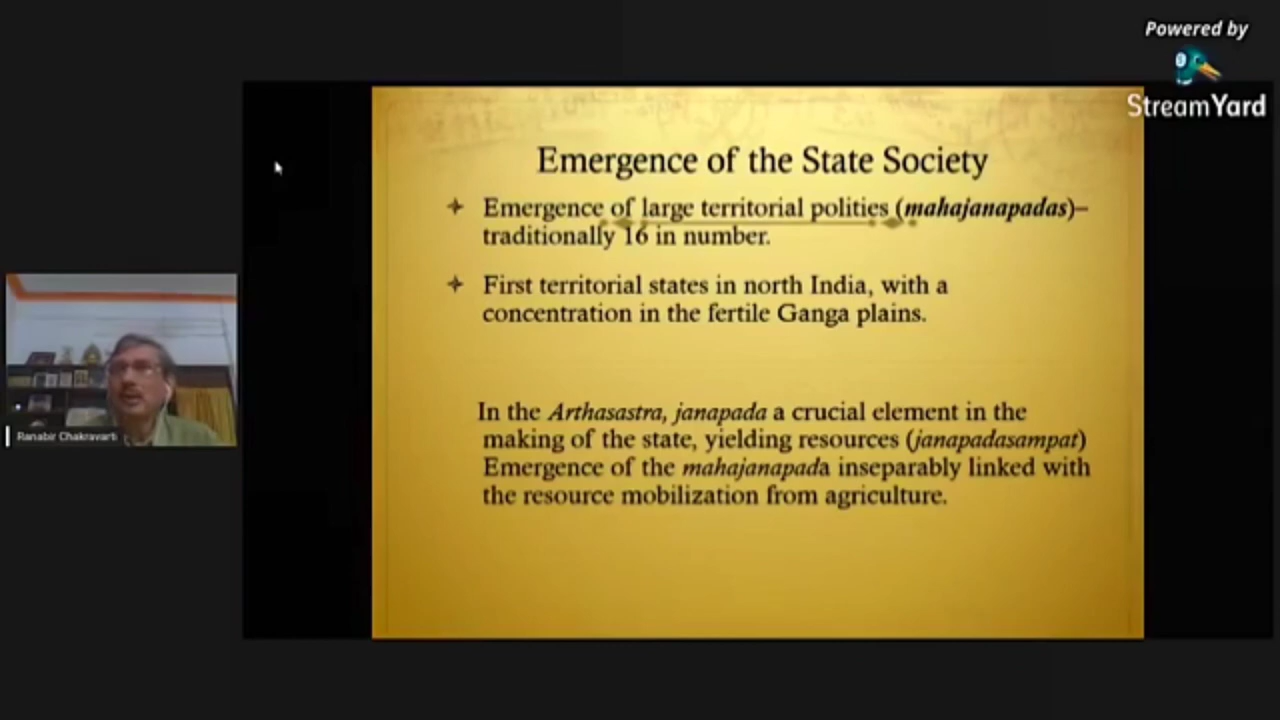 Powered by
StreamYard
Emergence of the State Society
Emergence of large territorial polities (mahajanapadas)–
traditionally 16 in number.
First territorial states in north India, with a
concentration in the fertile Ganga plains.
In the Arthasastra, janapada a crucial element in the
making of the state, yielding resources (janapadasampat)
Emergence of the mahajanapada inseparably linked with
the resource mobilization from agriculture.
Ranabir Chakravarti